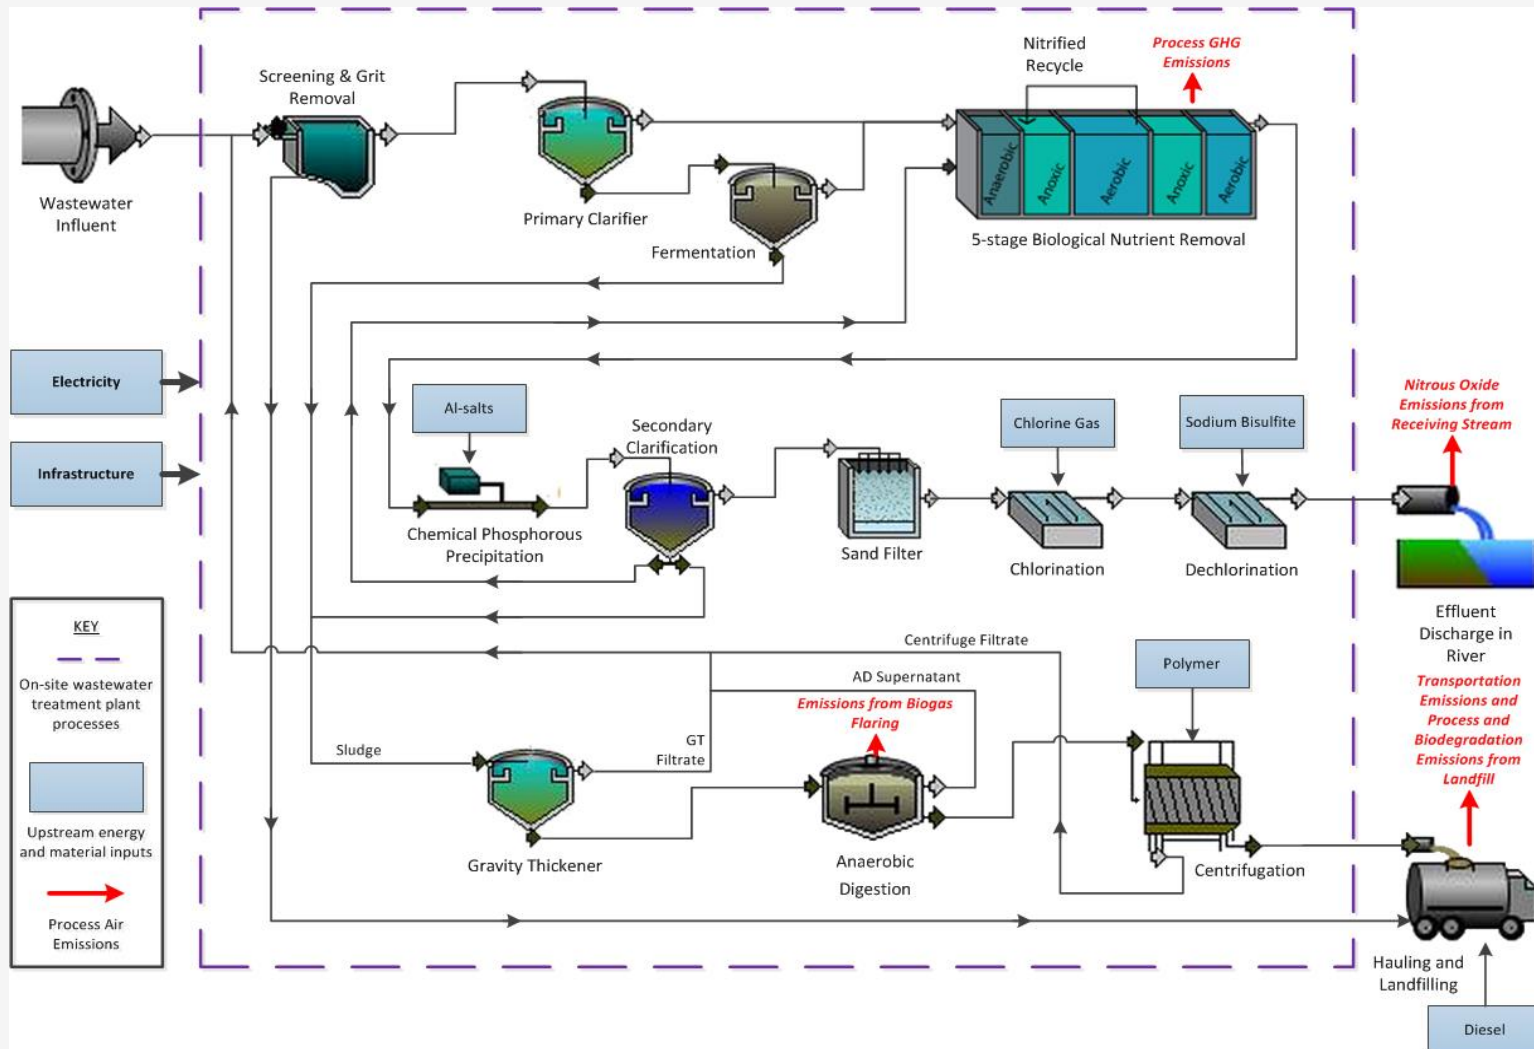 Nitrified
Recycle
Process GHG
Emissions
Screening & Grit
Removal
Wastewater
Influent
Primary Clarifier
Fermentation
Anaerobic
Anoxic
Aerobic
Anoxic
Aerobic
5-stage Biological Nutrient Removal
Electricity
Infrastructure
Al-salts
Secondary
Clarification
Chlorine Gas
Sodium Bisulfite
Nitrous Oxide
Emissions from
Receiving Stream
Chemical Phosphorous
Precipitation
Sand Filter
Chlorination
Dechlorination
Effluent
Discharge in
River
KEY
On-site wastewater
treatment plant
processes
Upstream energy
and material inputs
Process Air
Emissions
Centrifuge Filtrate
AD Supernatant
Polymer
Emissions from Biogas
Flaring
Sludge
GT
Filtrate
Gravity Thickener
Anaerobic
Digestion
Centrifugation
Transportation
Emissions and
Process and
Biodegradation
Emissions from
Landfill
Hauling and
Landfilling
Diesel